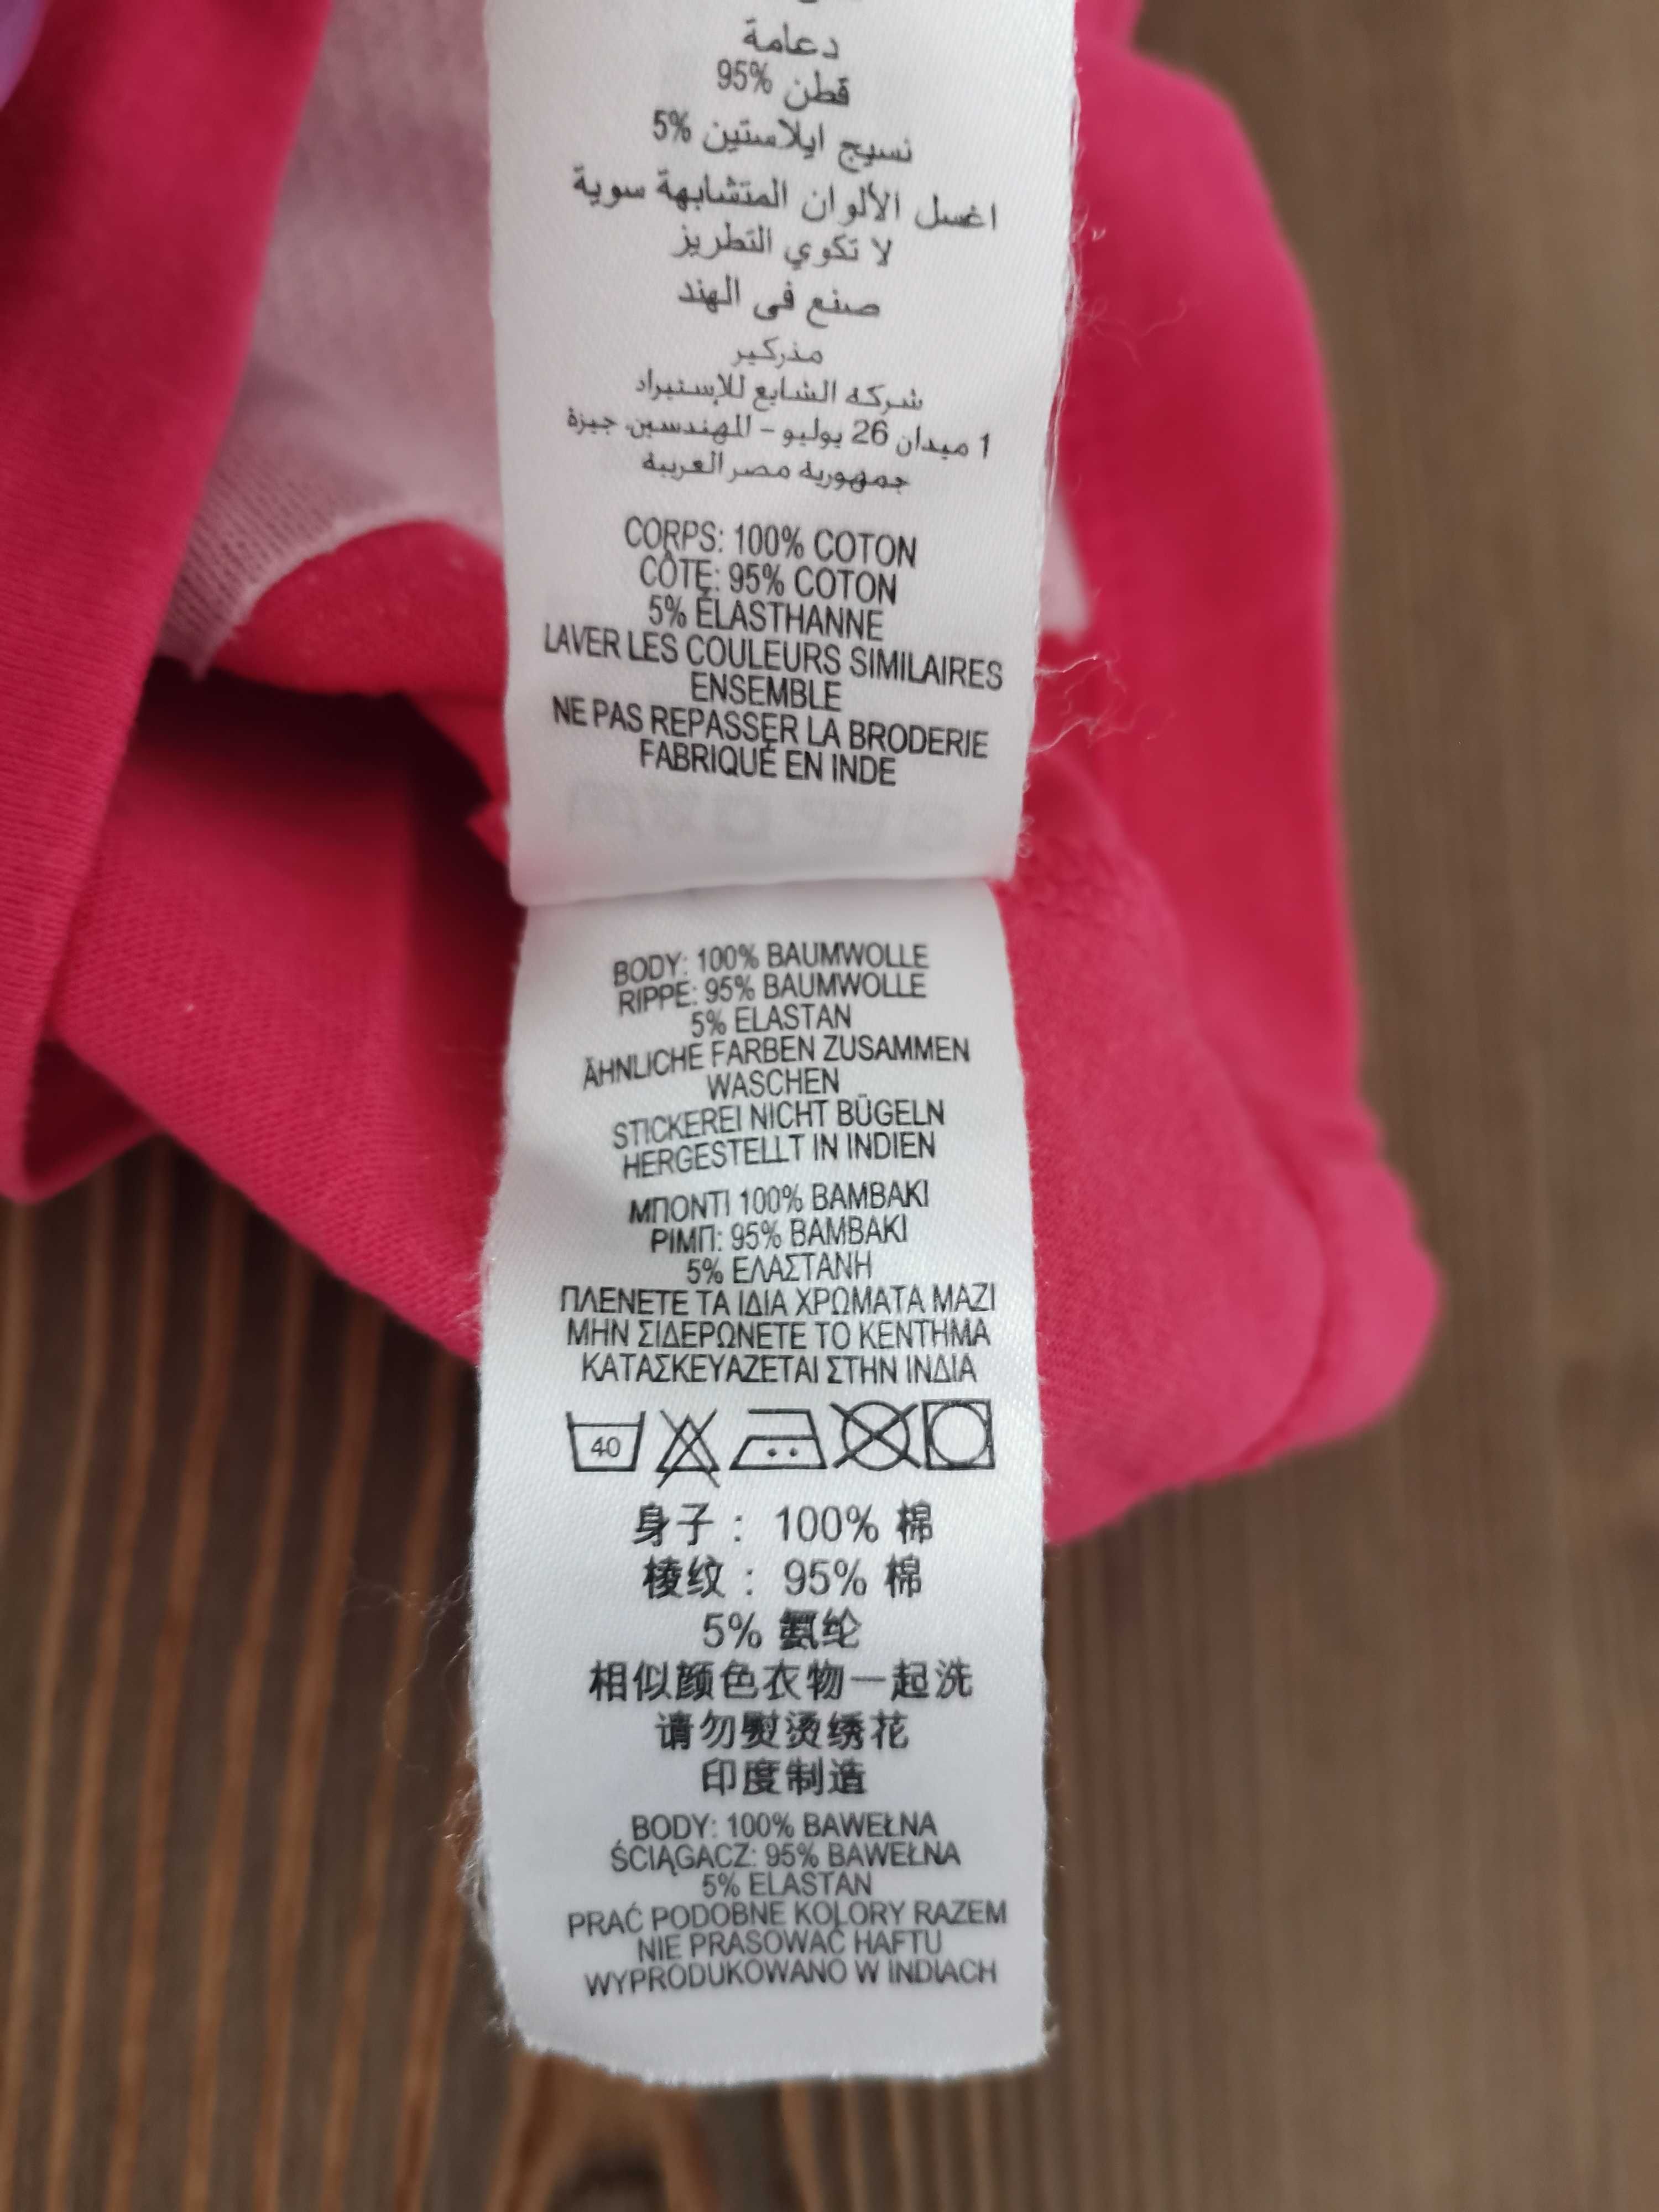 دعامة
قطن 95%
نسيج ايلاستين 5%
اغسل الألوان المتشابهة سوية
لا تكوي التطريز
صنع في الهند
مذركير
شركة الشايع للإستيراد
1 ميدان 26 يوليو - المهندسين، جيزة
جمهورية مصر العربية
CORPS: 100% COTON
CÔTE: 95% COTON
5% ÉLASTHANNE
LAVER LES COULEURS SIMILAIRES
ENSEMBLE
NE PAS REPASSER LA BRODERIE
FABRIQUÉ EN INDE
BODY: 100% BAUMWOLLE
RIPPE: 95% BAUMWOLLE
5% ELASTAN
ÄHNLICHE FARBEN ZUSAMMEN
WASCHEN
STICKEREI NICHT BÜGELN
HERGESTELLT IN INDIEN
ΜΠΟΝΤΙ 100% ΒΑΜΒΑΚΙ
ΡΙΜΠ: 95% ΒΑΜΒΑΚΙ
5% ΕΛΑΣΤΑΝΗ
ΠΛΕΝΕΤΕ ΤΑ ΙΔΙΑ ΧΡΩΜΑΤΑ ΜΑΖΙ
ΜΗΝ ΣΙΔΕΡΩΝΕΤΕ ΤΟ ΚΕΝΤΗΜΑ
ΚΑΤΑΣΚΕΥΑΖΕΤΑΙ ΣΤΗΝ ΙΝΔΙΑ
40
身子： 100% 棉
棱纹： 95% 棉
5% 氨纶
相似颜色衣物一起洗
请勿熨烫绣花
印度制造
BODY: 100% BAWEŁNA
ŚCIĄGACZ: 95% BAWEŁNA
5% ELASTAN
PRAĆ PODOBNE KOLORY RAZEM
NIE PRASOWAĆ HAFTU
WYPRODUKOWANO W INDIACH